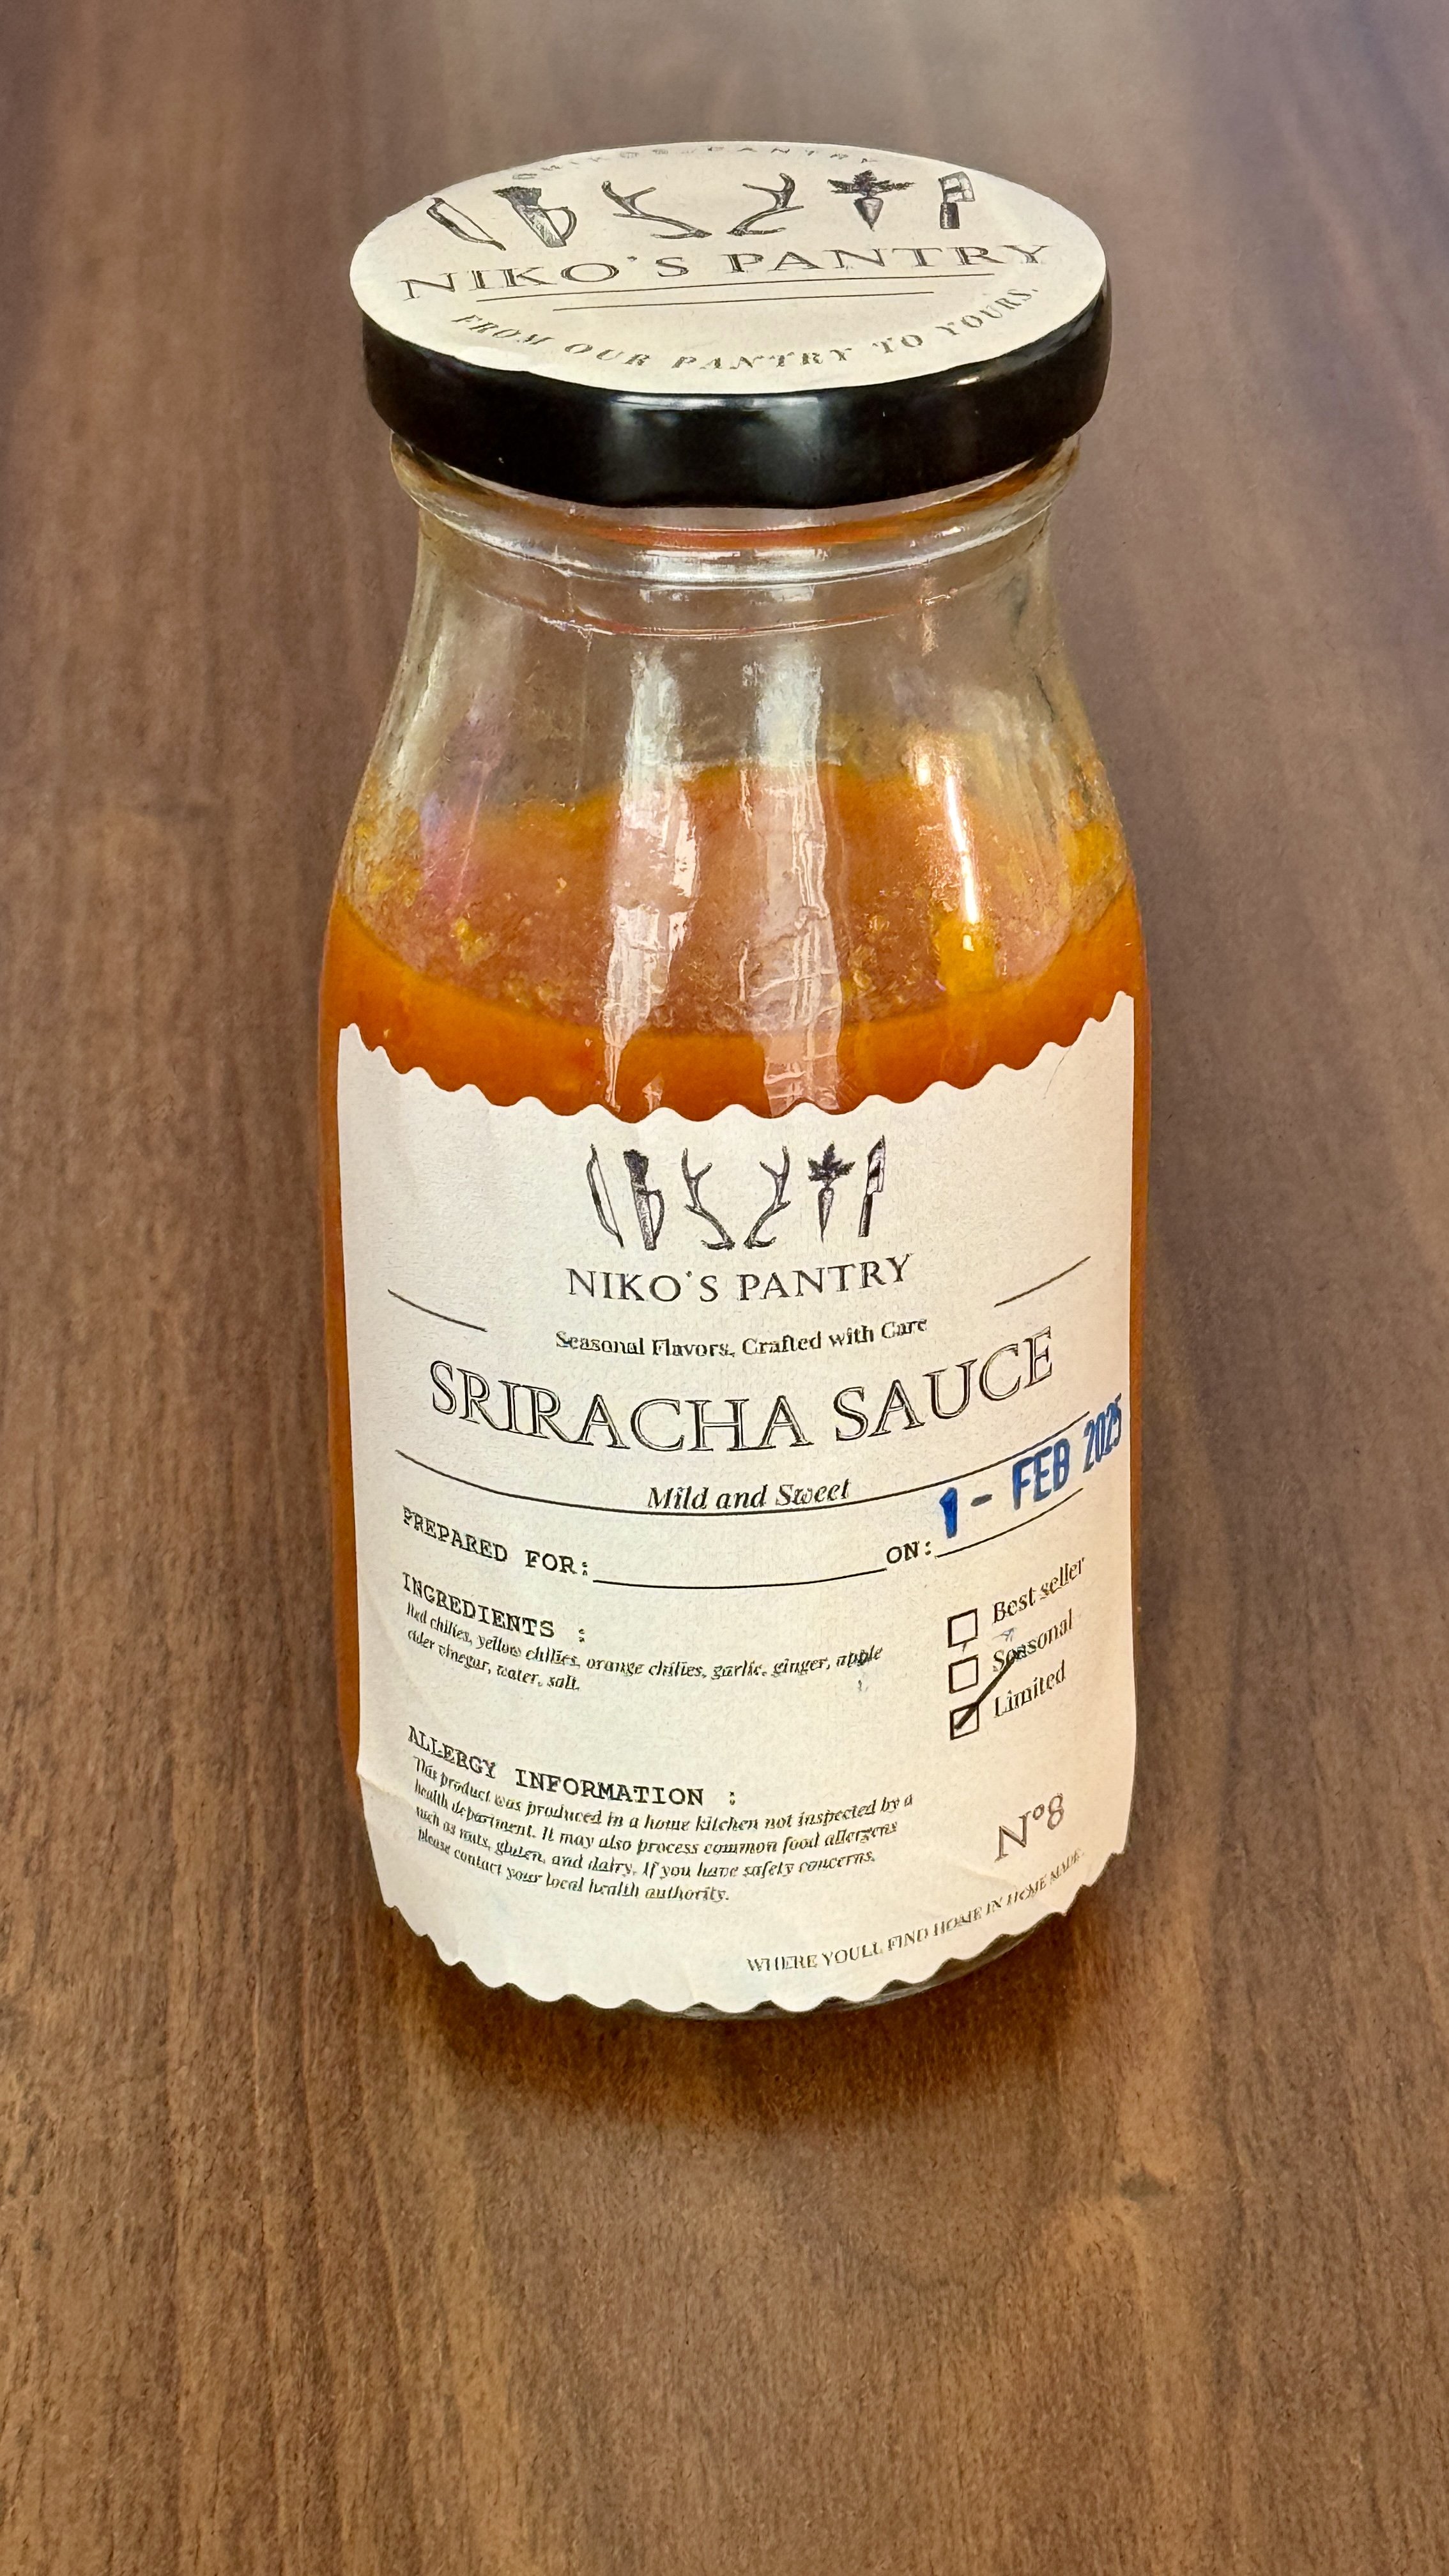 NIKO'S PANTRY
FROM OUR PANTRY TO YOURS.
NIKO'S PANTRY
Seasonal Flavors, Crafted with Care
SRIRACHA SAUCE
Mild and Sweet
PREPARED FOR: ON: 1 - FEB 2025
INGREDIENTS :
Red chilies, yellow chilies, orange chilies, garlic, ginger, apple
cider vinegar, water, salt.
Best seller
Seasonal
Limited
ALLERGY INFORMATION :
This product was produced in a home kitchen not inspected by a
health department. It may also process common food allergens
such as nuts, gluten, and dairy. If you have safety concerns,
please contact your local health authority.
Nº8
WHERE YOU'LL FIND HOME IN HOME MADE.